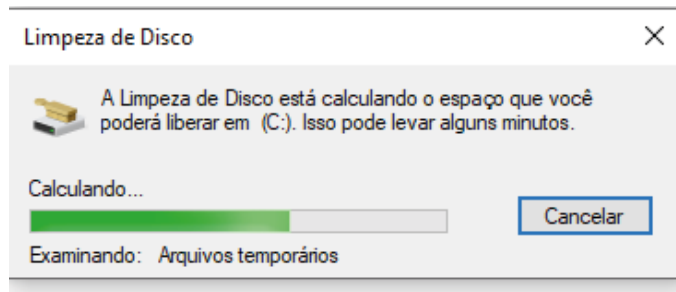 Limpeza de Disco
A Limpeza de Disco está calculando o espaço que você
poderá liberar em  (C:). Isso pode levar alguns minutos.
Calculando...
Cancelar
Examinando:   Arquivos temporários